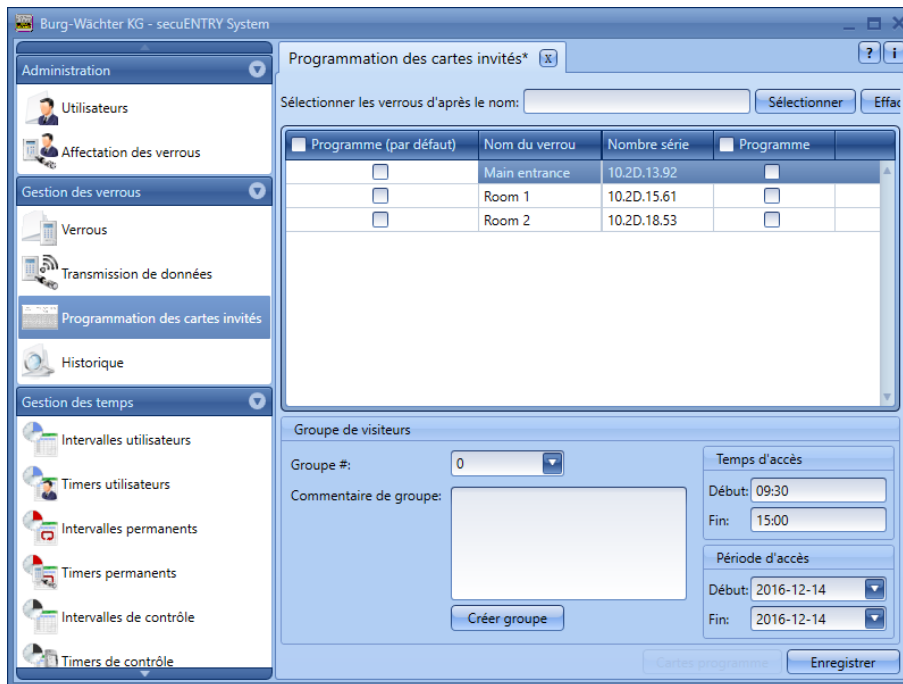 Burg-Wächter KG - secuENTRY System
Administration
Utilisateurs
Affectation des verrous
Gestion des verrous
Verrous
Transmission de données
Programmation des cartes invités
Historique
Gestion des temps
Intervalles utilisateurs
Timers utilisateurs
Intervalles permanents
Timers permanents
Intervalles de contrôle
Timers de contrôle
Programmation des cartes invités* x
? i
Sélectionner les verrous d'après le nom: Sélectionner Effac
Programme (par défaut) Nom du verrou Nombre série Programme
Main entrance 10.2D.13.92
Room 1 10.2D.15.61
Room 2 10.2D.18.53
Groupe de visiteurs
Groupe #: 0
Commentaire de groupe:
Créer groupe
Temps d'accès
Début: 09:30
Fin: 15:00
Période d'accès
Début: 2016-12-14
Fin: 2016-12-14
Cartes programme Enregistrer